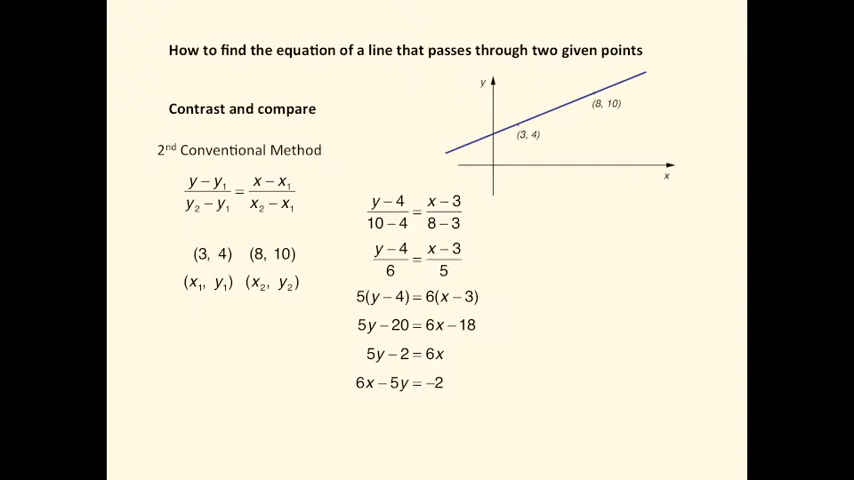 How to find the equation of a line that passes through two given points
y
(8, 10)
(3, 4)
x
Contrast and compare
2nd Conventional Method
(y − y₁)/(y₂ − y₁) = (x − x₁)/(x₂ − x₁)
(3, 4) (8, 10)
(x₁, y₁) (x₂, y₂)
(y − 4)/(10 − 4) = (x − 3)/(8 − 3)
(y − 4)/6 = (x − 3)/5
5(y − 4) = 6(x − 3)
5y − 20 = 6x − 18
5y − 2 = 6x
6x − 5y = −2